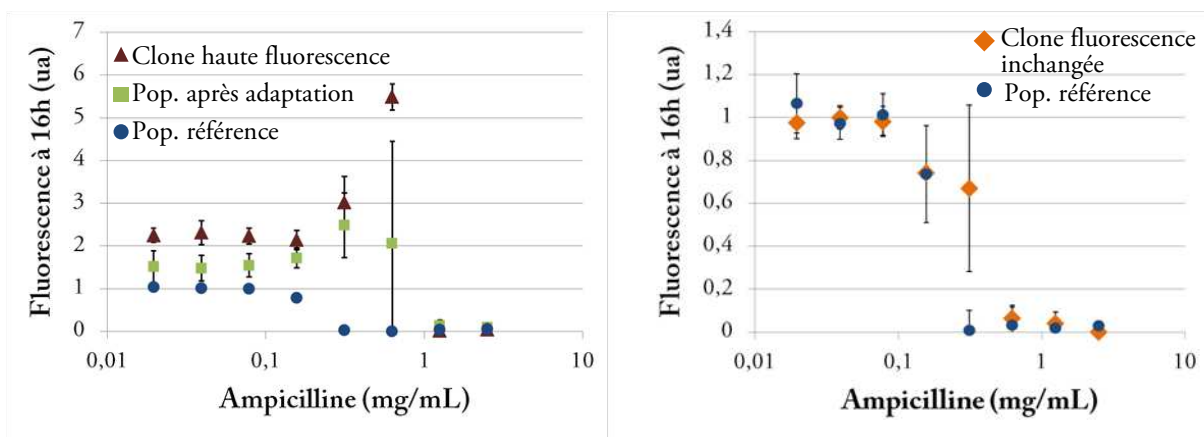 7
6
5
4
3
2
1
0
Fluorescence à 16h (ua)
Clone haute fluorescence
Pop. après adaptation
Pop. référence
0,01
0,1
1
10
Ampicilline (mg/mL)
1,4
1,2
1
0,8
0,6
0,4
0,2
0
Fluorescence à 16h (ua)
Clone fluorescence
inchangée
Pop. référence
0,01
0,1
1
10
Ampicilline (mg/mL)